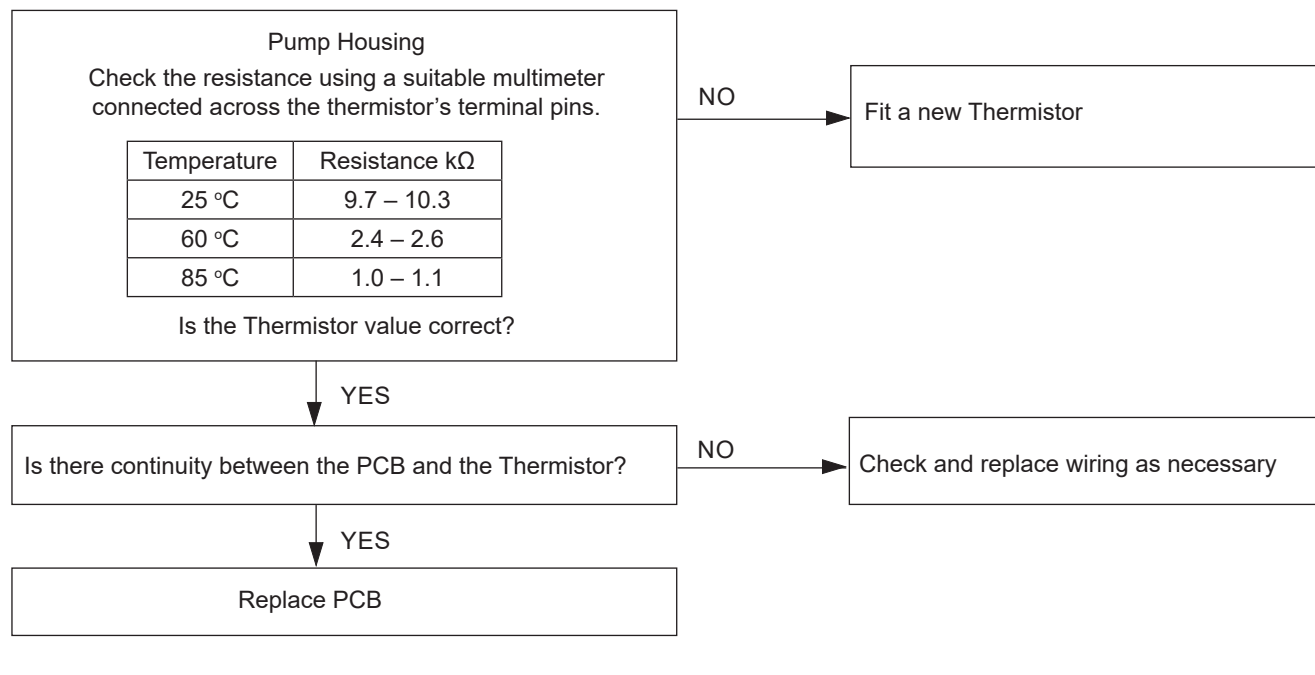 Pump Housing
Check the resistance using a suitable multimeter
connected across the thermistor's terminal pins.
Temperature Resistance kΩ
25 °C 9.7 – 10.3
60 °C 2.4 – 2.6
85 °C 1.0 – 1.1
Is the Thermistor value correct?
NO
Fit a new Thermistor
YES
Is there continuity between the PCB and the Thermistor?
NO
Check and replace wiring as necessary
YES
Replace PCB